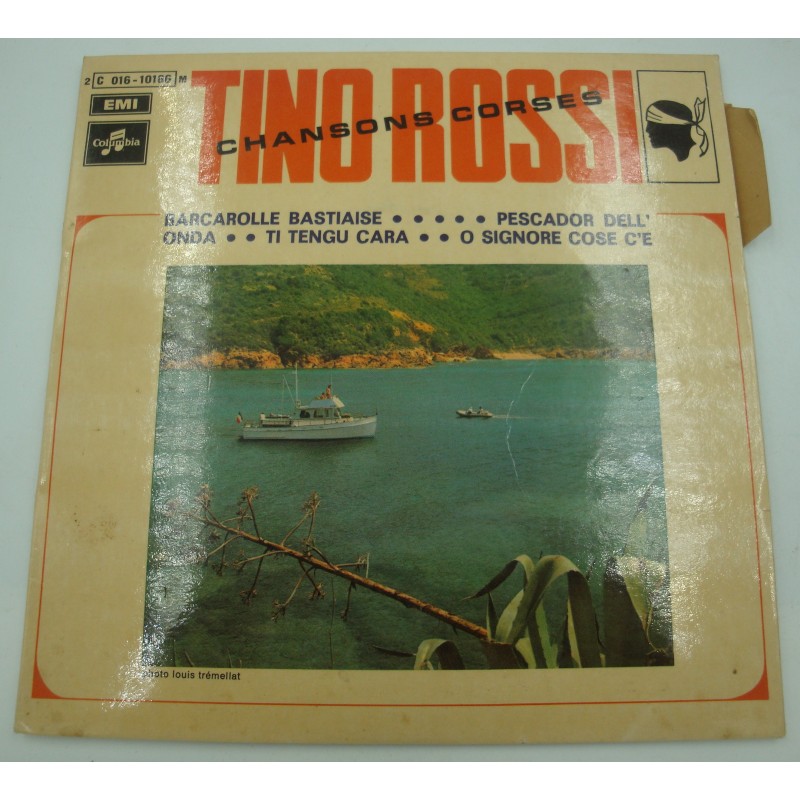 2 C 016-10166 M
EMI
Columbia
TINO ROSSI
CHANSONS CORSES
BARCAROLLE BASTIAISE • • • • • PESCADOR DELL'
ONDA • • TI TENGU CARA • • O SIGNORE COSE C'E
photo louis trémellat